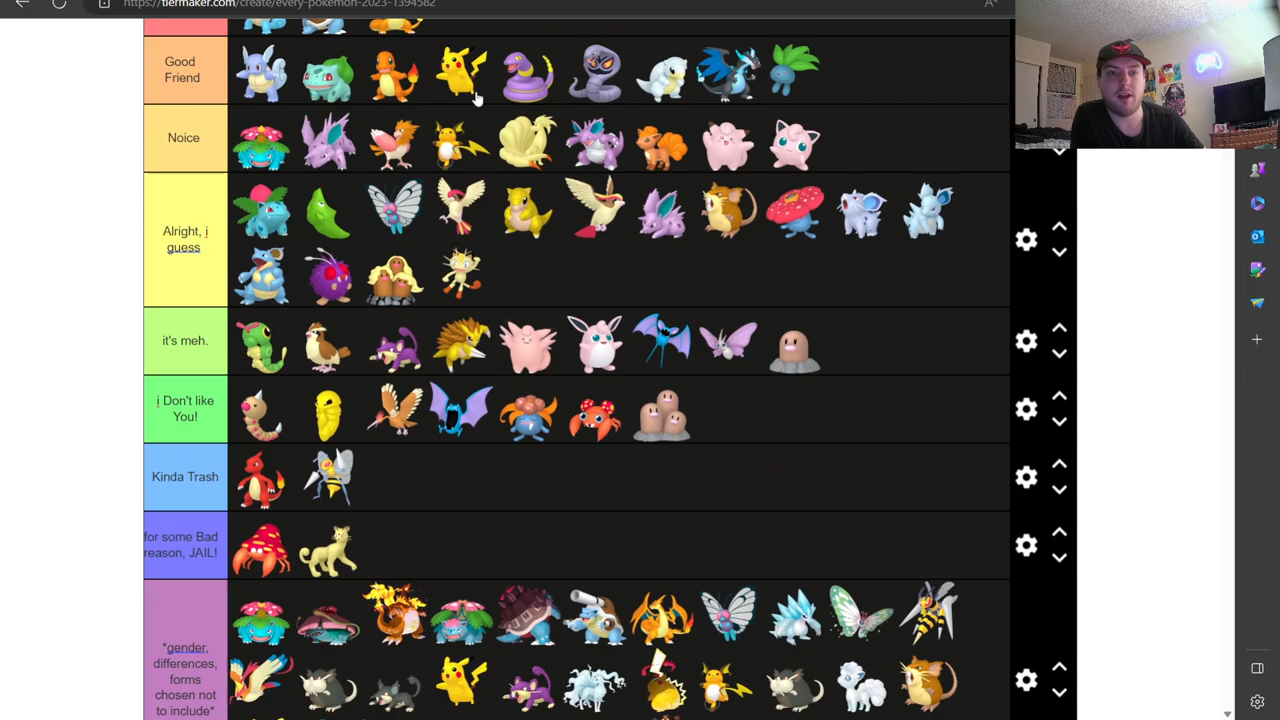 https://tiermaker.com/create/every-pokemon-2023-1394582
A
Good
Friend
Noice
Alright, i
guess
it's meh.
i Don't like
You!
Kinda Trash
for some Bad
reason, JAIL!
*gender,
differences,
forms
chosen not
to include*